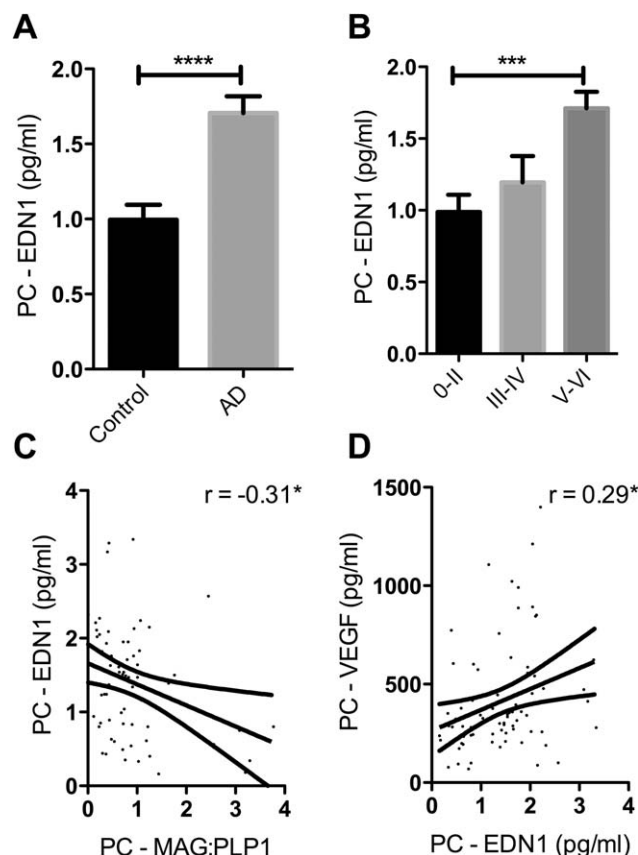 A
****
PC - EDN1 (pg/ml)
2.0
1.5
1.0
0.5
0.0
Control
AD
B
***
PC - EDN1 (pg/ml)
2.0
1.5
1.0
0.5
0.0
0-II
III-IV
V-VI
C
r = -0.31*
PC - EDN1 (pg/ml)
4
3
2
1
0
0 1 2 3 4
PC - MAG:PLP1
D
r = 0.29*
PC - VEGF (pg/ml)
1500
1000
500
0
0 1 2 3 4
PC - EDN1 (pg/ml)